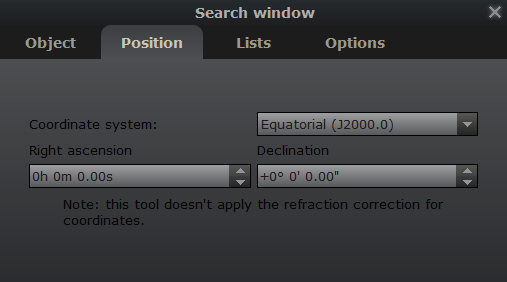 Search window
Object Position Lists Options
Coordinate system: Equatorial (J2000.0)
Right ascension Declination
0h 0m 0.00s +0° 0' 0.00"
Note: this tool doesn't apply the refraction correction for
coordinates.